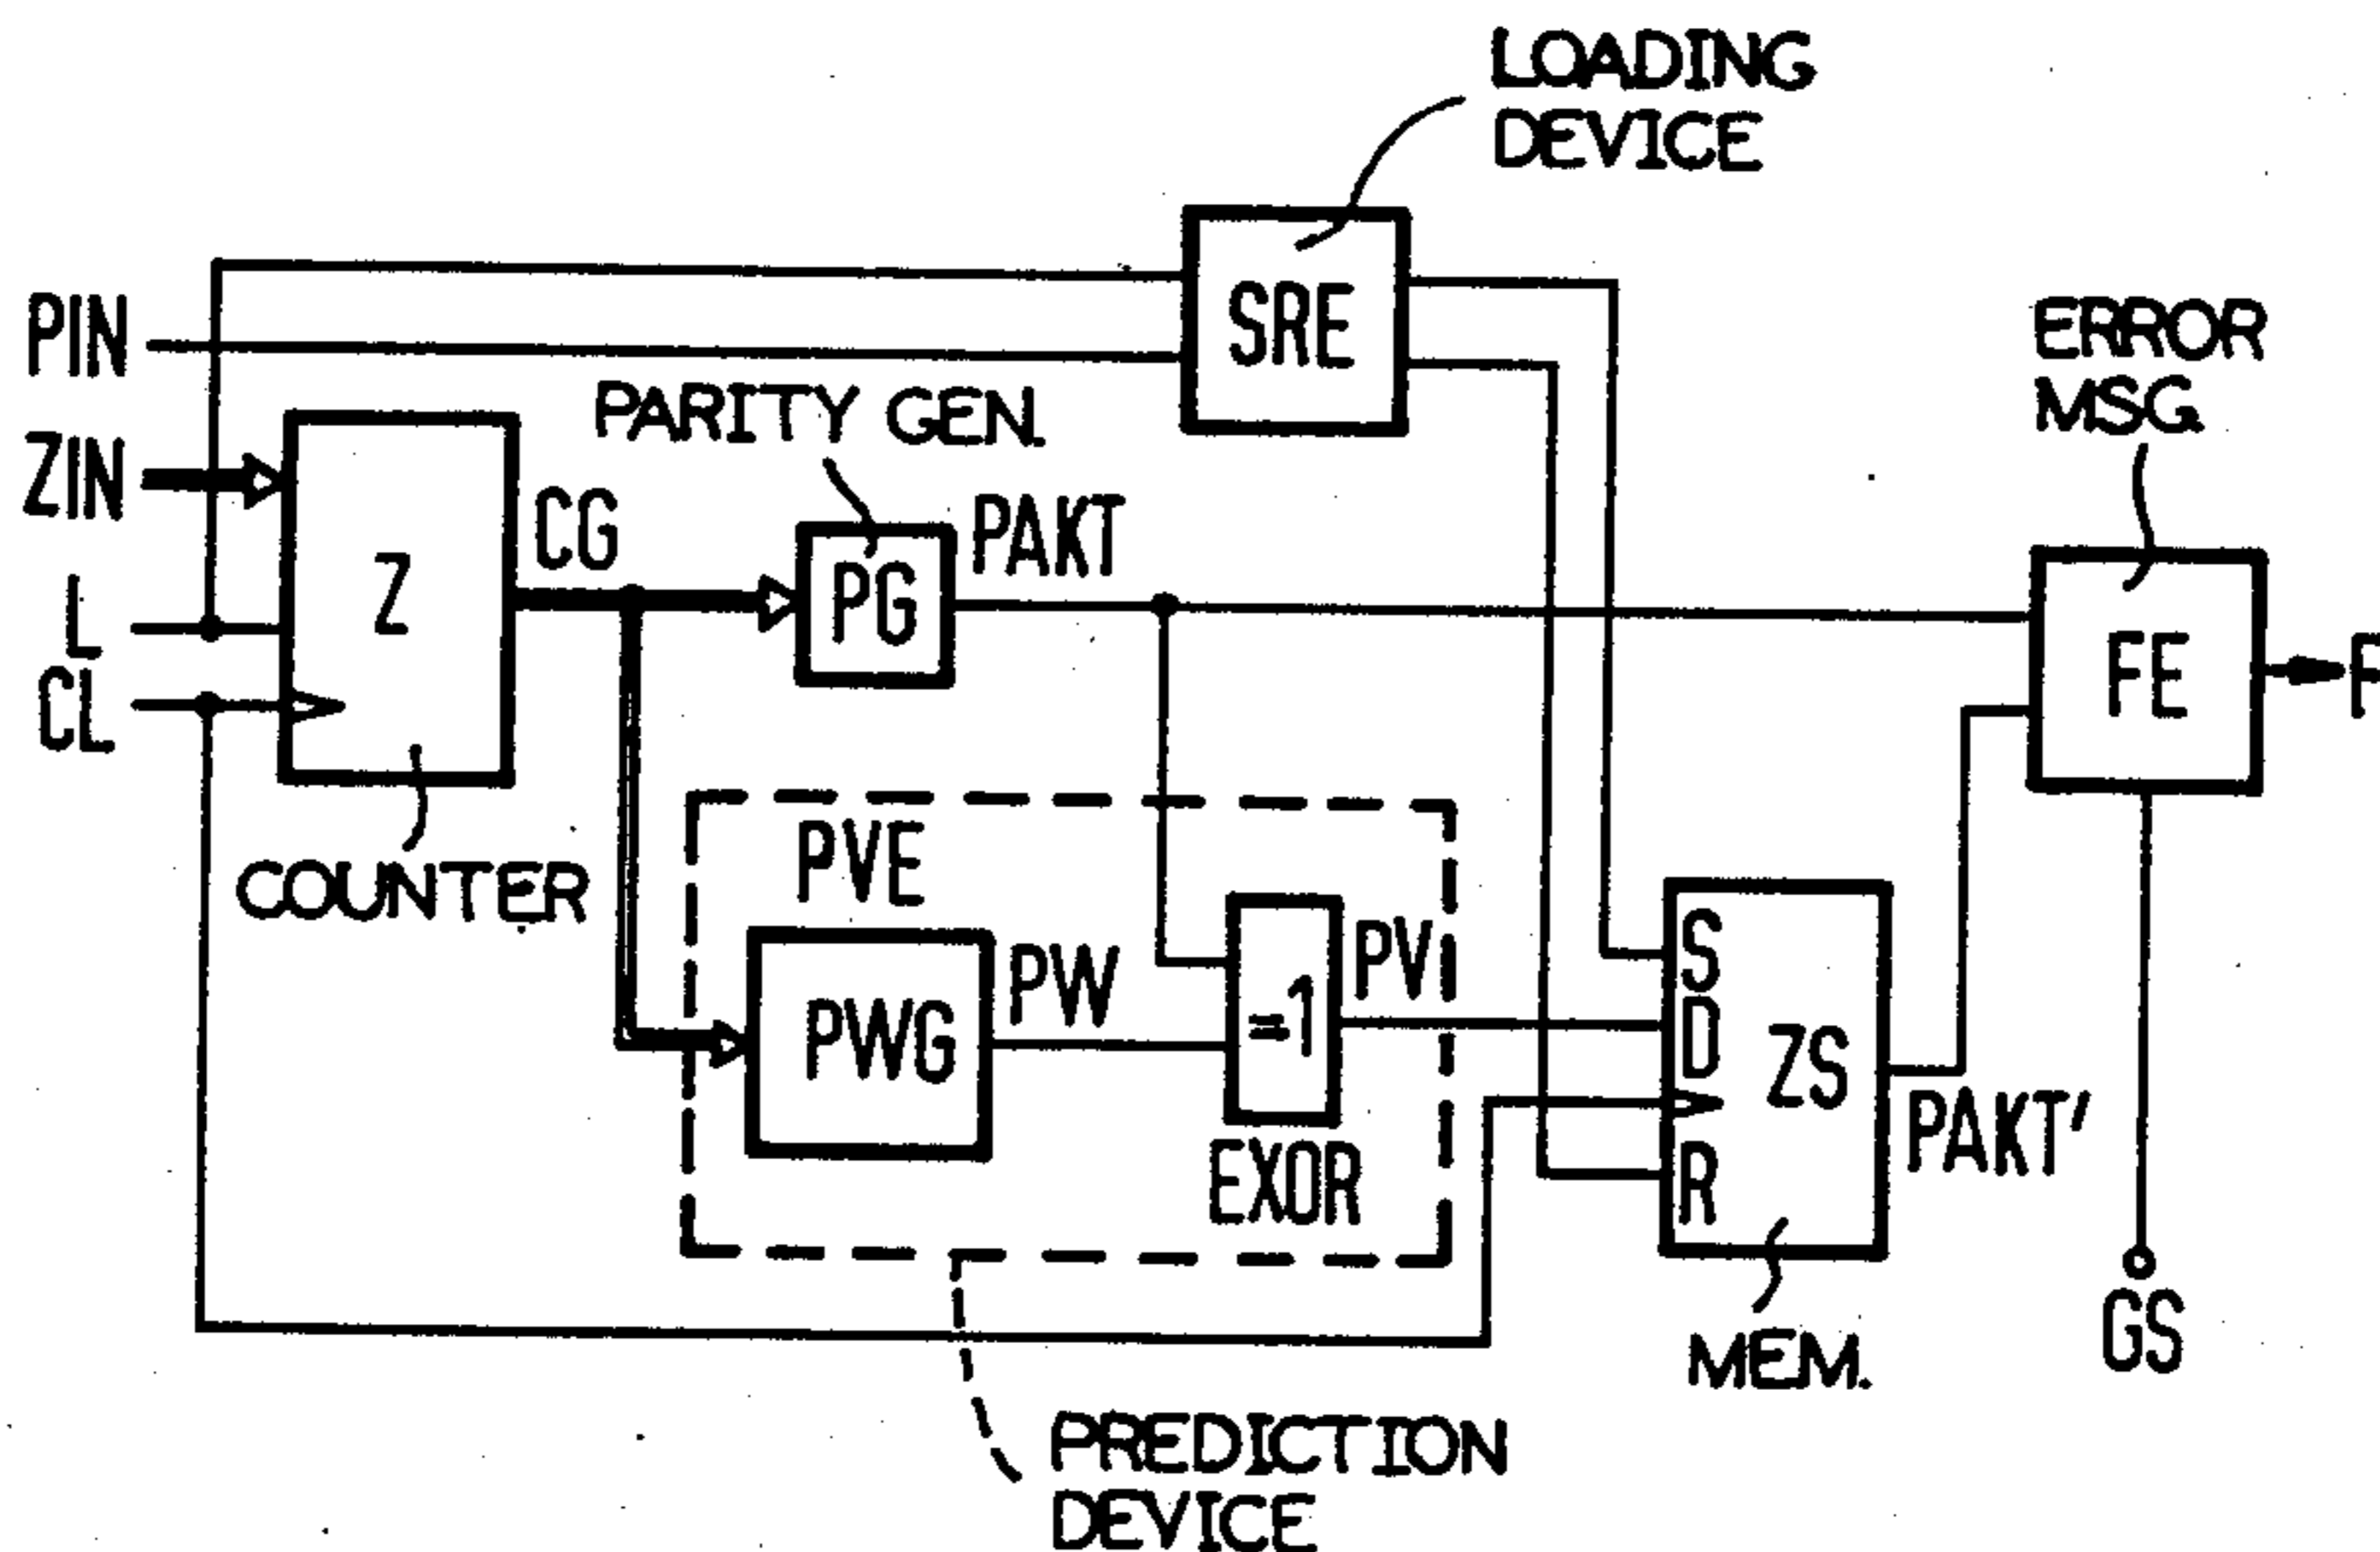 LOADING
DEVICE
PIN
SRE
ERROR
MSG.
PARITY GEN.
ZIN
CG
PAKT
Z
PG
L
FE
CL
PVE
COUNTER
PW
PV
S
PWG
=1
D
ZS
PAKT'
EXOR
R
GS
MEM.
PREDICTION
DEVICE